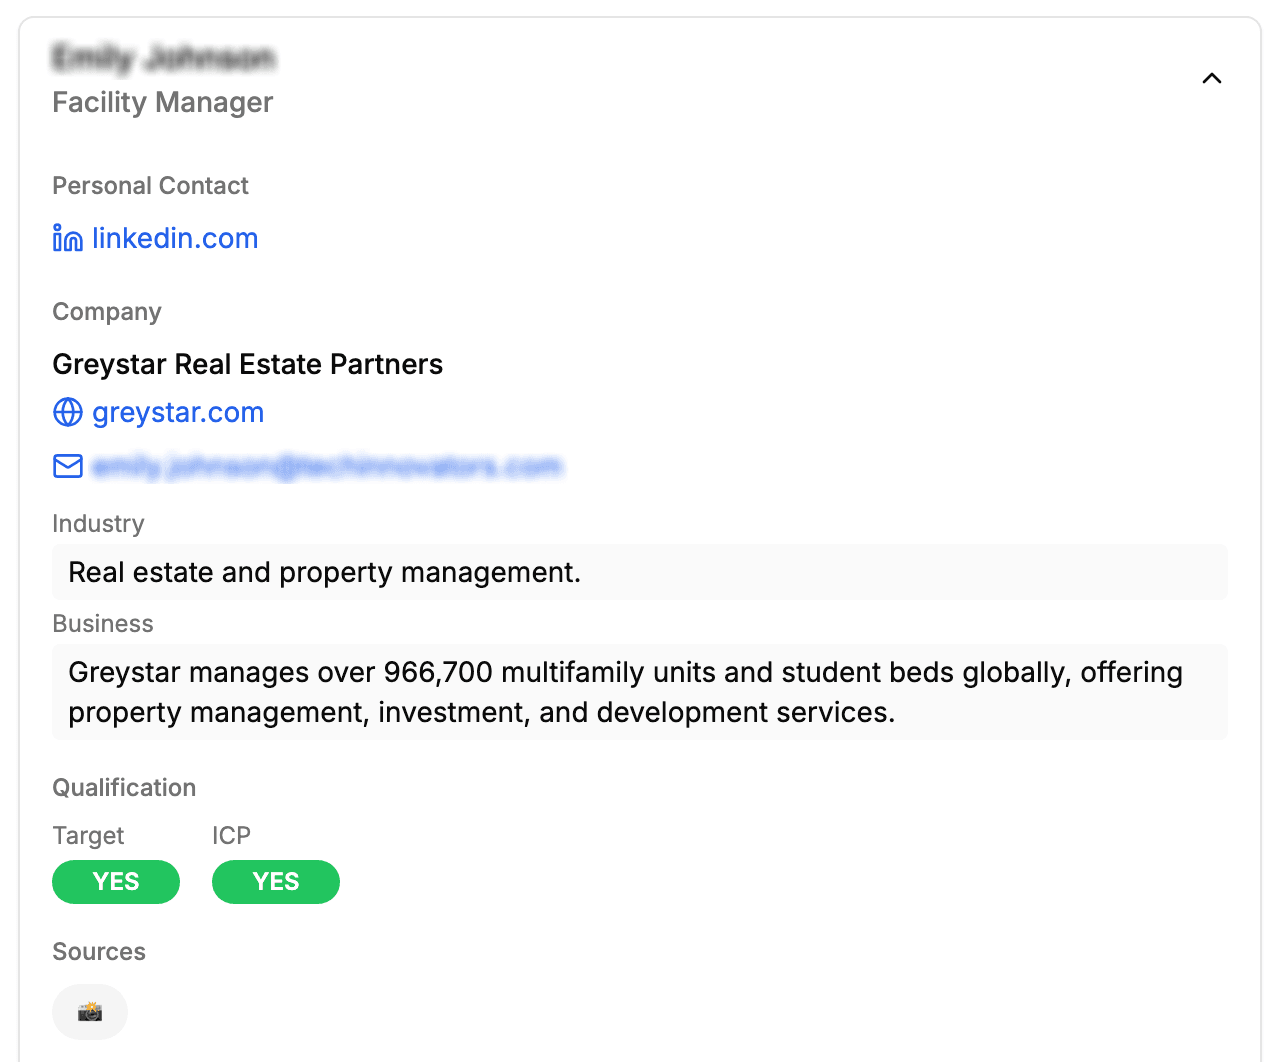 Facility Manager
Personal Contact
linkedin.com
Company
Greystar Real Estate Partners
greystar.com
Industry
Real estate and property management.
Business
Greystar manages over 966,700 multifamily units and student beds globally, offering
property management, investment, and development services.
Qualification
Target ICP
YES YES
Sources